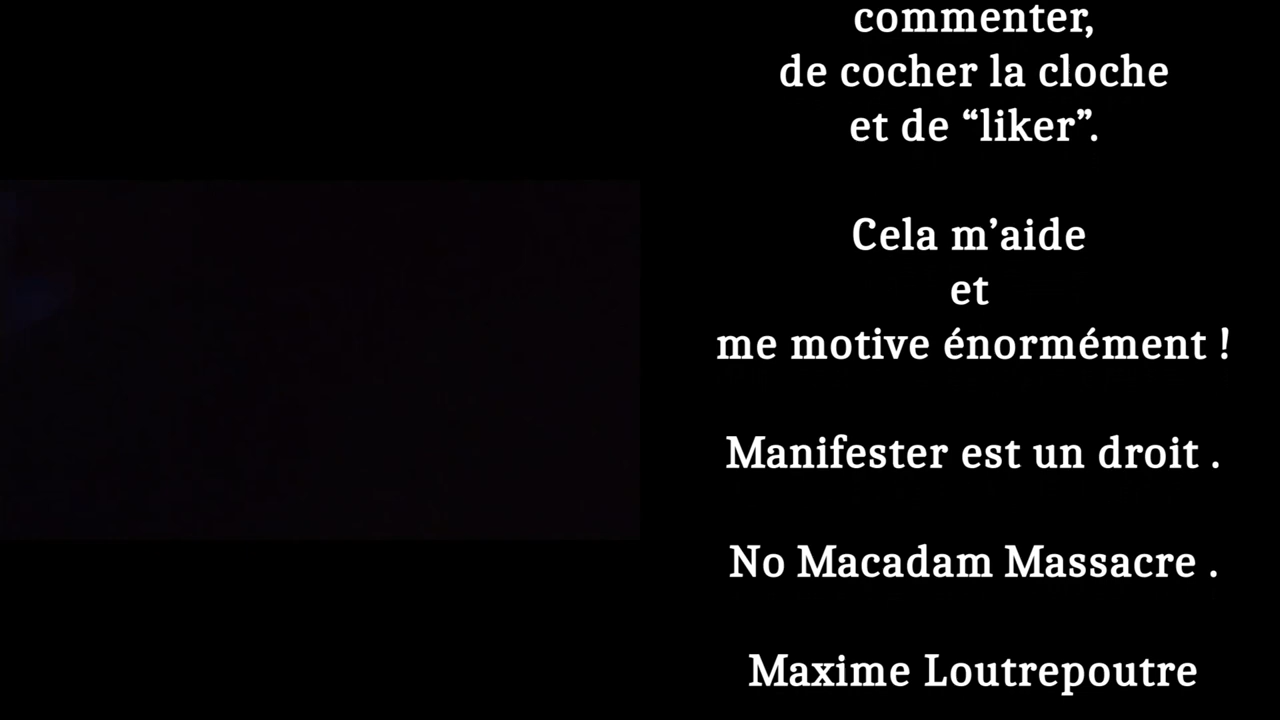 commenter,
de cocher la cloche
et de “liker”.
Cela m’aide
et
me motive énormément !
Manifester est un droit .
No Macadam Massacre .
Maxime Loutrepoutre